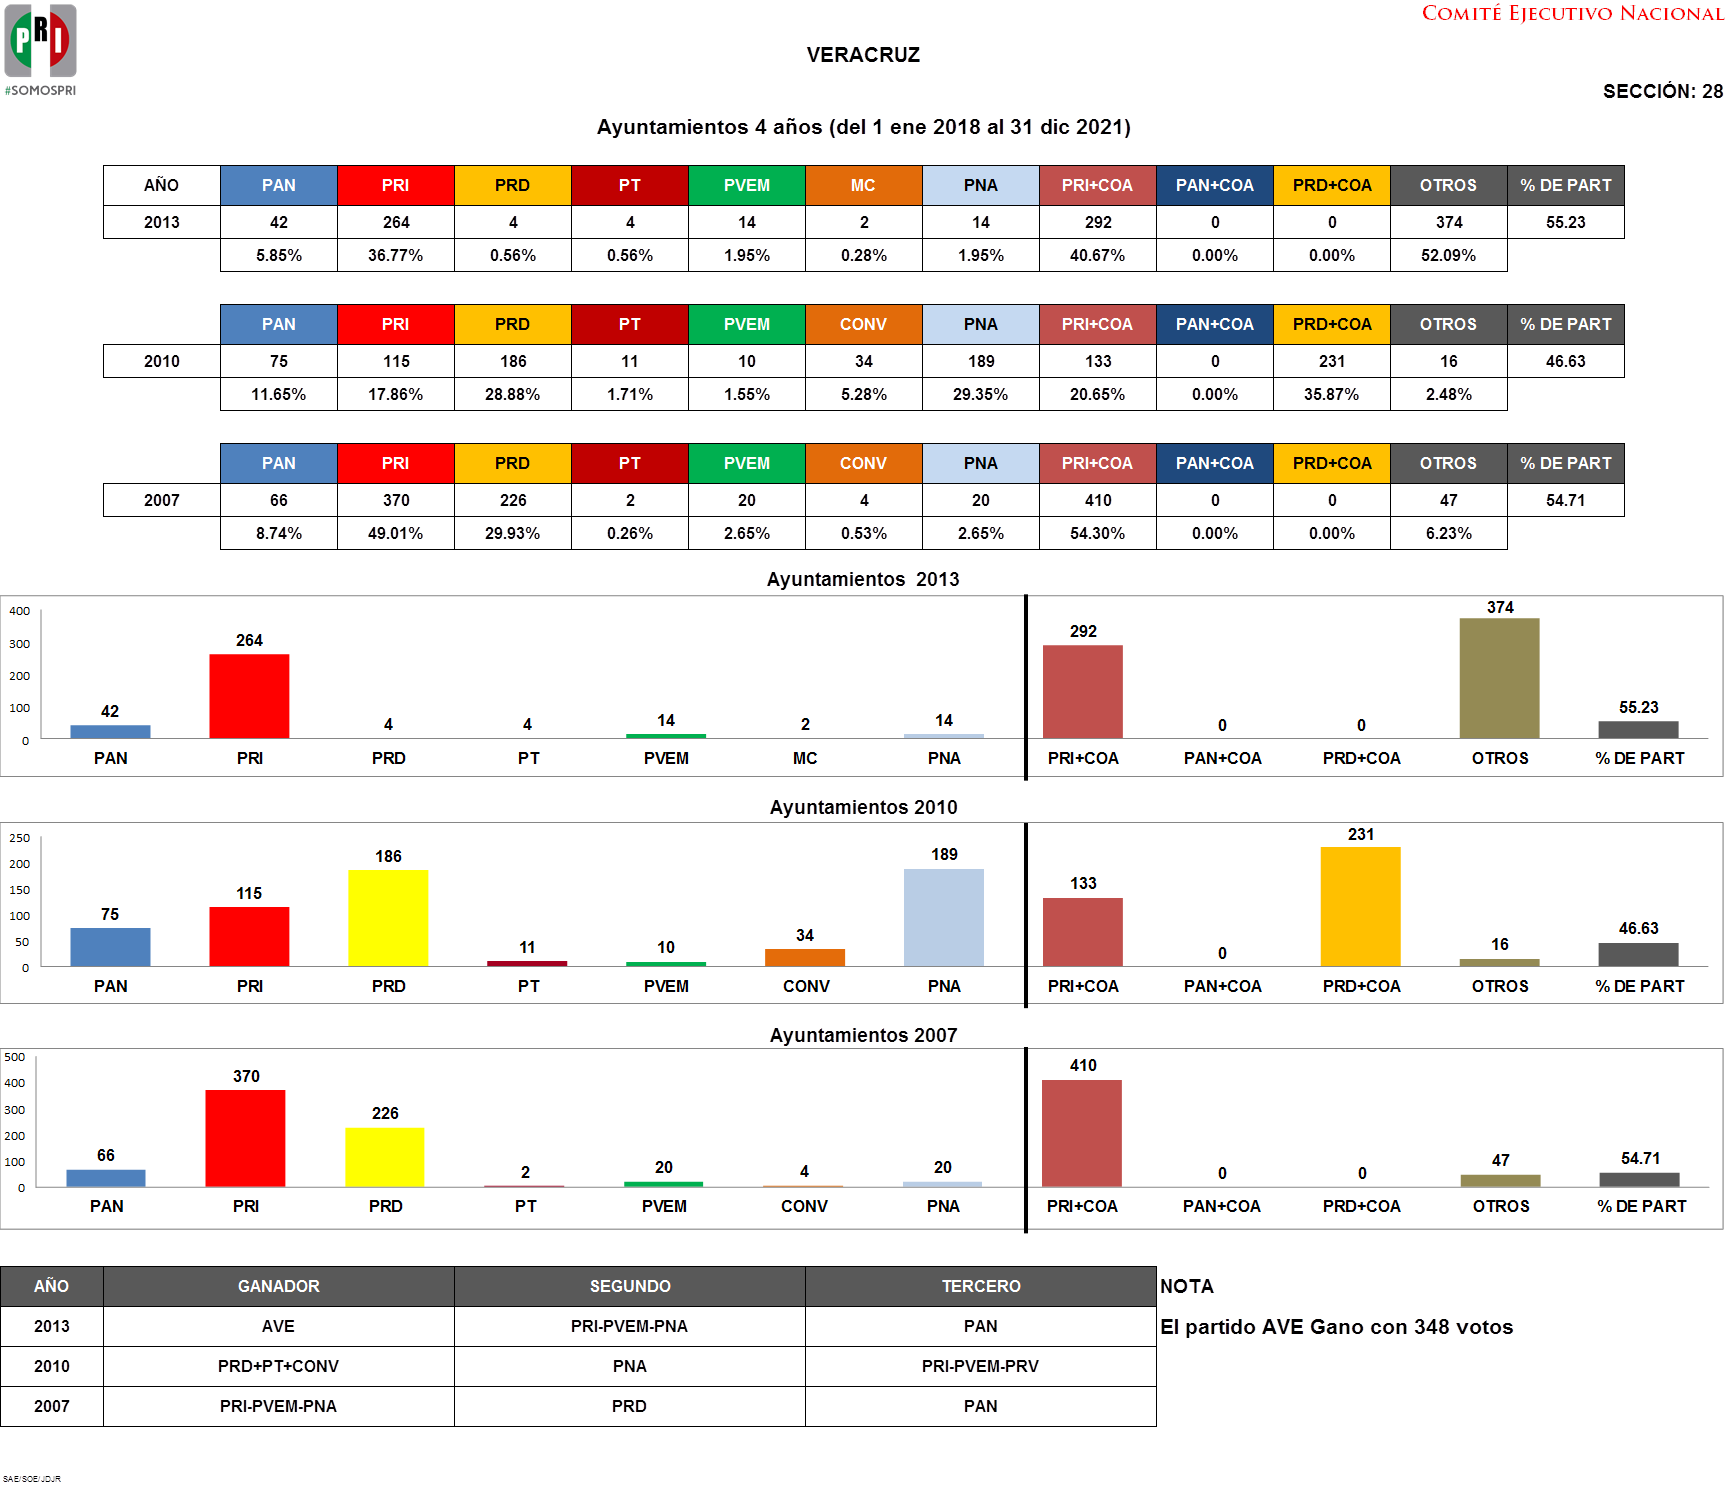 PRI
#SOMOSPRI
COMITÉ EJECUTIVO NACIONAL
VERACRUZ
SECCIÓN: 28
Ayuntamientos 4 años (del 1 ene 2018 al 31 dic 2021)
AÑO PAN PRI PRD PT PVEM MC PNA PRI+COA PAN+COA PRD+COA OTROS % DE PART
2013 42 264 4 4 14 2 14 292 0 0 374 55.23
5.85% 36.77% 0.56% 0.56% 1.95% 0.28% 1.95% 40.67% 0.00% 0.00% 52.09%
PAN PRI PRD PT PVEM CONV PNA PRI+COA PAN+COA PRD+COA OTROS % DE PART
2010 75 115 186 11 10 34 189 133 0 231 16 46.63
11.65% 17.86% 28.88% 1.71% 1.55% 5.28% 29.35% 20.65% 0.00% 35.87% 2.48%
PAN PRI PRD PT PVEM CONV PNA PRI+COA PAN+COA PRD+COA OTROS % DE PART
2007 66 370 226 2 20 4 20 410 0 0 47 54.71
8.74% 49.01% 29.93% 0.26% 2.65% 0.53% 2.65% 54.30% 0.00% 0.00% 6.23%
Ayuntamientos 2013
400
300
200
100
0
42 264 4 4 14 2 14 292 0 0 374 55.23
PAN PRI PRD PT PVEM MC PNA PRI+COA PAN+COA PRD+COA OTROS % DE PART
Ayuntamientos 2010
250
200
150
100
50
0
75 115 186 11 10 34 189 133 0 231 16 46.63
PAN PRI PRD PT PVEM CONV PNA PRI+COA PAN+COA PRD+COA OTROS % DE PART
Ayuntamientos 2007
500
400
300
200
100
0
66 370 226 2 20 4 20 410 0 0 47 54.71
PAN PRI PRD PT PVEM CONV PNA PRI+COA PAN+COA PRD+COA OTROS % DE PART
AÑO GANADOR SEGUNDO TERCERO NOTA
2013 AVE PRI-PVEM-PNA PAN El partido AVE Gano con 348 votos
2010 PRD+PT+CONV PNA PRI-PVEM-PRV
2007 PRI-PVEM-PNA PRD PAN
SAE/SOE/JDJR